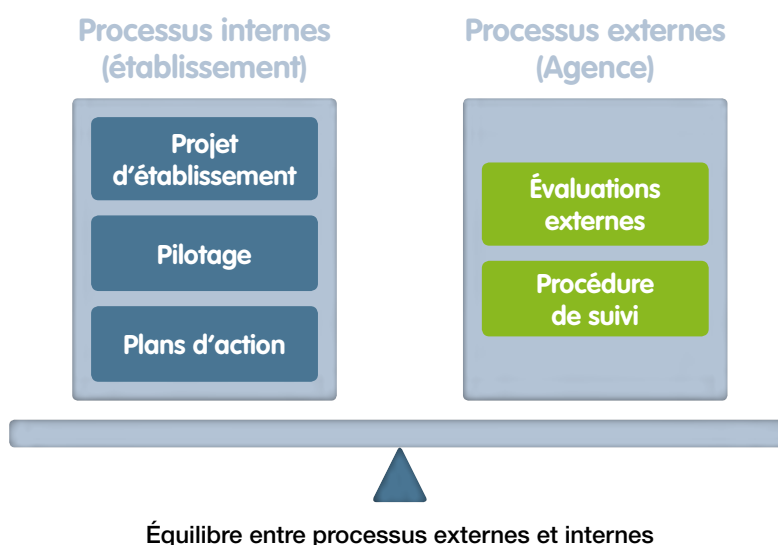 Processus internes
(établissement)
Projet
d'établissement
Pilotage
Plans d'action
Processus externes
(Agence)
Évaluations
externes
Procédure
de suivi
Équilibre entre processus externes et internes